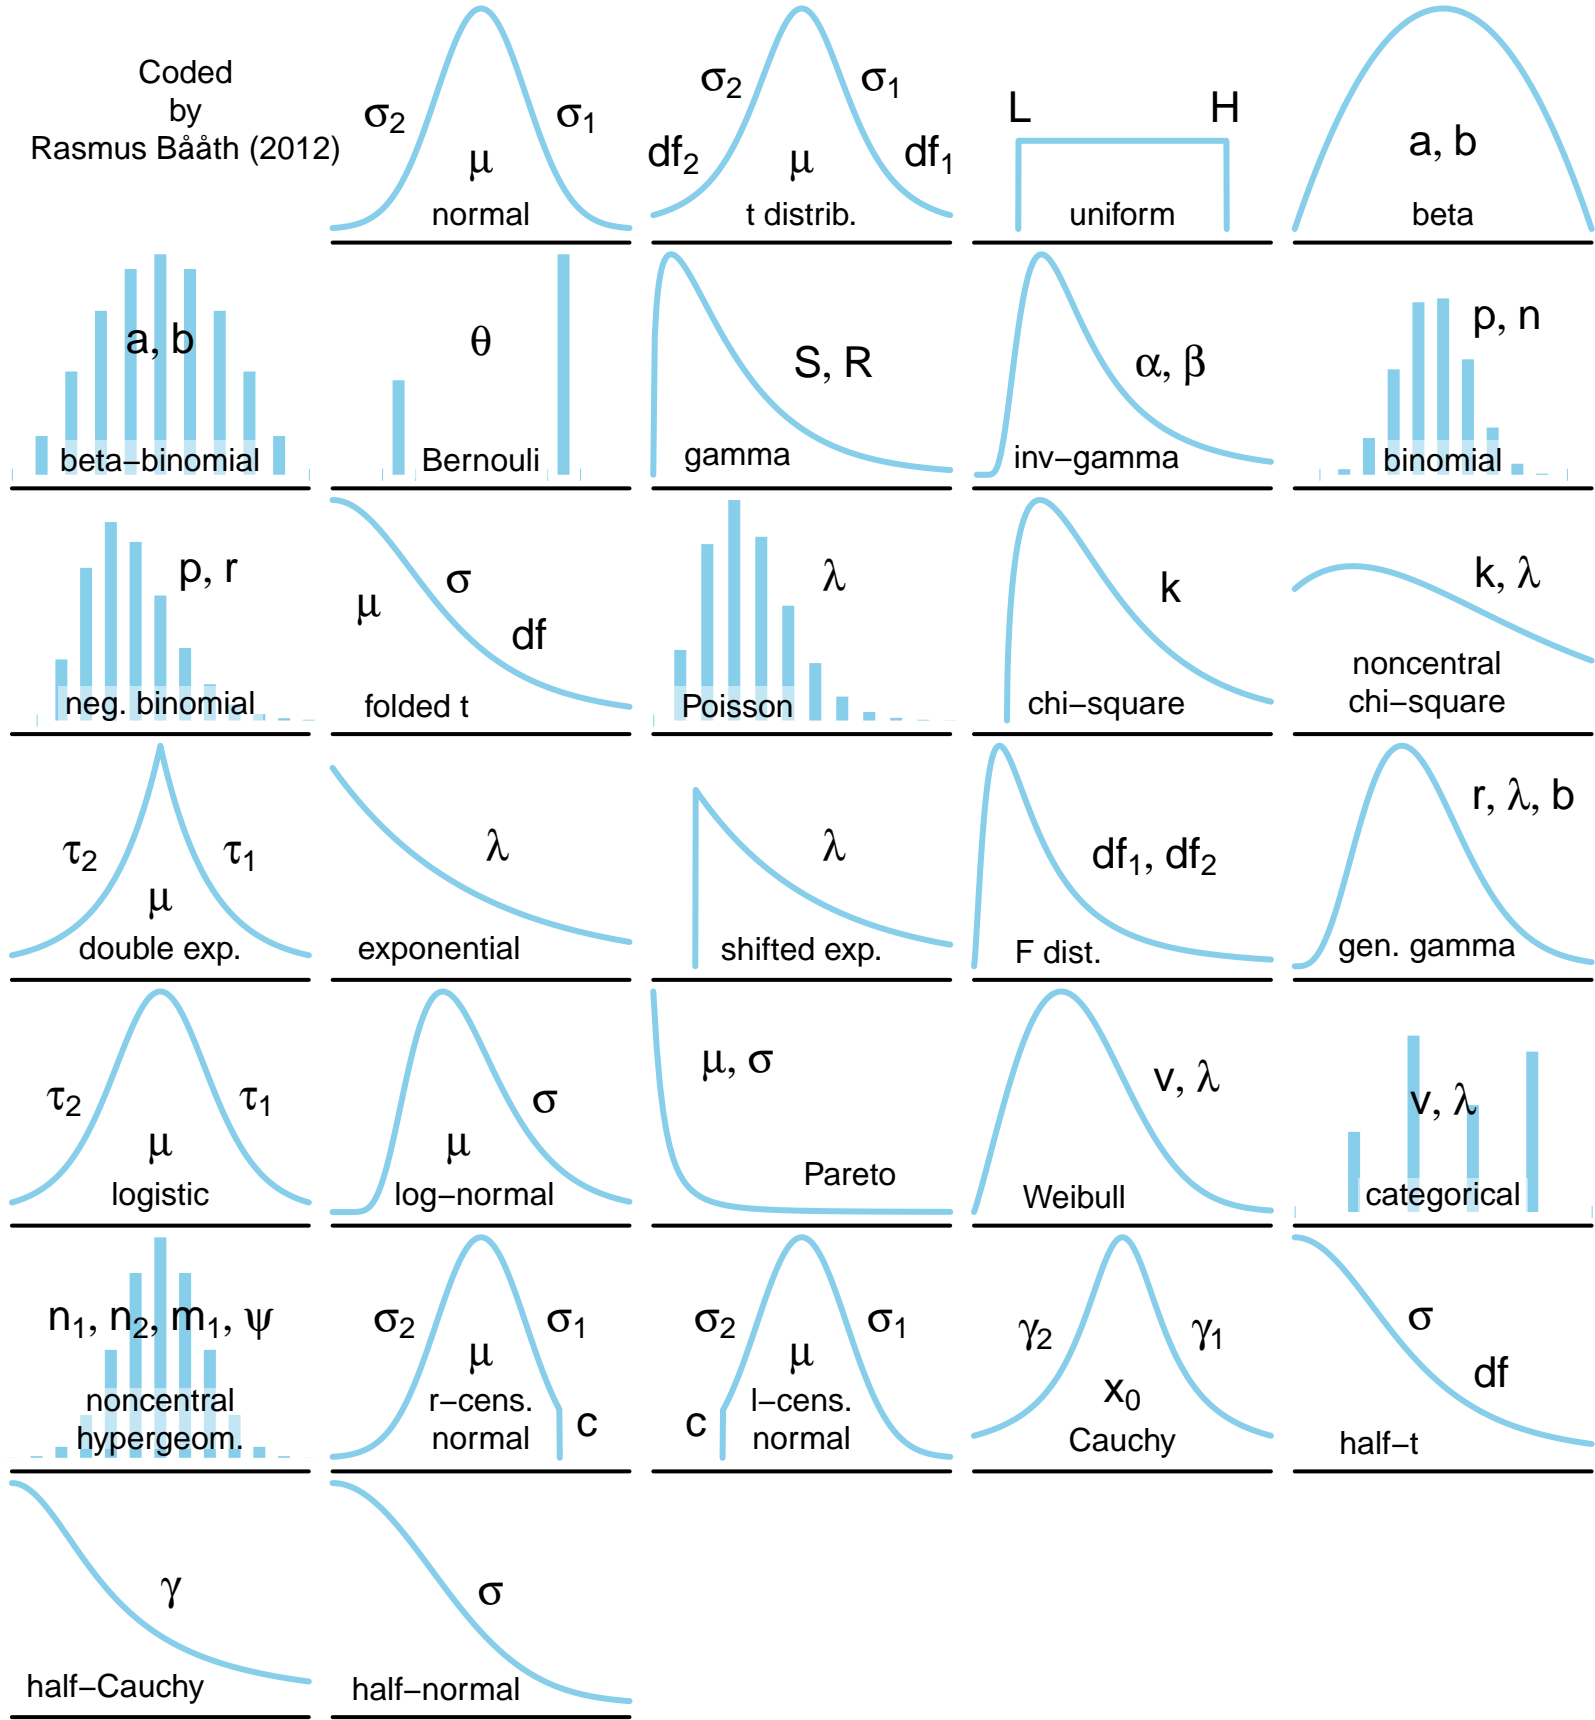 Coded
by
Rasmus Bååth (2012)
σ2 σ1
μ
normal
σ2 σ1
df2 μ df1
t distrib.
L H
uniform
a, b
beta
a, b
beta−binomial
θ
Bernouli
S, R
gamma
α, β
inv−gamma
p, n
binomial
p, r
neg. binomial
σ
μ
df
folded t
λ
Poisson
k
chi−square
k, λ
noncentral
chi−square
τ2 τ1
μ
double exp.
λ
exponential
λ
shifted exp.
df1, df2
F dist.
r, λ, b
gen. gamma
τ2 τ1
μ
logistic
σ
μ
log−normal
μ, σ
Pareto
v, λ
Weibull
v, λ
categorical
n1, n2, m1, ψ
noncentral
hypergeom.
σ2 σ1
μ
r−cens.
normal c
σ2 σ1
μ
l−cens.
c normal
γ2 γ1
x0
Cauchy
σ
df
half−t
γ
half−Cauchy
σ
half−normal